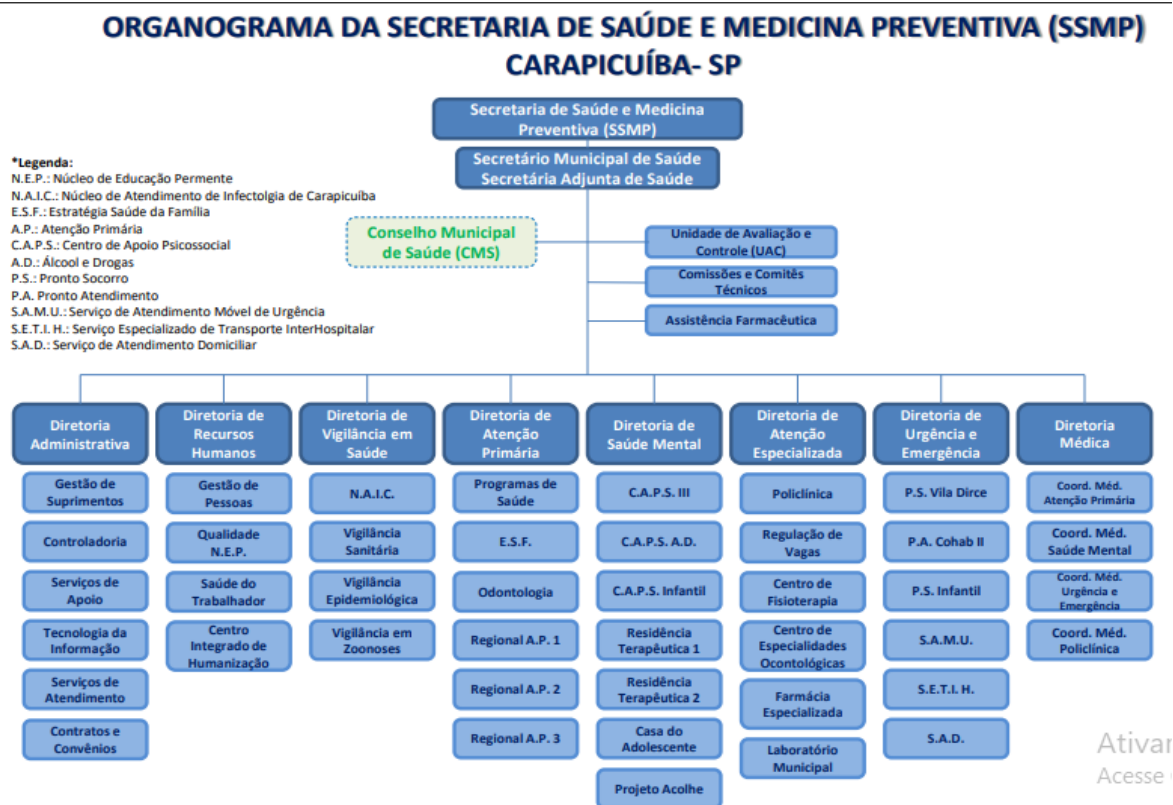 ORGANOGRAMA DA SECRETARIA DE SAÚDE E MEDICINA PREVENTIVA (SSMP)
CARAPICUÍBA- SP
Secretaria de Saúde e Medicina
Preventiva (SSMP)
Secretário Municipal de Saúde
Secretária Adjunta de Saúde
*Legenda:
N.E.P.: Núcleo de Educação Permente
N.A.I.C.: Núcleo de Atendimento de Infectolgia de Carapicuíba
E.S.F.: Estratégia Saúde da Família
A.P.: Atenção Primária
C.A.P.S.: Centro de Apoio Psicossocial
A.D.: Álcool e Drogas
P.S.: Pronto Socorro
P.A. Pronto Atendimento
S.A.M.U.: Serviço de Atendimento Móvel de Urgência
S.E.T.I. H.: Serviço Especializado de Transporte InterHospitalar
S.A.D.: Serviço de Atendimento Domiciliar
Conselho Municipal
de Saúde (CMS)
Unidade de Avaliação e
Controle (UAC)
Comissões e Comitês
Técnicos
Assistência Farmacêutica
Diretoria
Administrativa
Gestão de
Suprimentos
Controladoria
Serviços de
Apoio
Tecnologia da
Informação
Serviços de
Atendimento
Contratos e
Convênios
Diretoria de
Recursos
Humanos
Gestão de
Pessoas
Qualidade
N.E.P.
Saúde do
Trabalhador
Centro
Integrado de
Humanização
Diretoria de
Vigilância em
Saúde
N.A.I.C.
Vigilância
Sanitária
Vigilância
Epidemiológica
Vigilância em
Zoonoses
Diretoria de
Atenção
Primária
Programas de
Saúde
E.S.F.
Odontologia
Regional A.P. 1
Regional A.P. 2
Regional A.P. 3
Diretoria de
Saúde Mental
C.A.P.S. III
C.A.P.S. A.D.
C.A.P.S. Infantil
Residência
Terapêutica 1
Residência
Terapêutica 2
Casa do
Adolescente
Projeto Acolhe
Diretoria de
Atenção
Especializada
Policlínica
Regulação de
Vagas
Centro de
Fisioterapia
Centro de
Especialidades
Ocontológicas
Farmácia
Especializada
Laboratório
Municipal
Diretoria de
Urgência e
Emergência
P.S. Vila Dirce
P.A. Cohab II
P.S. Infantil
S.A.M.U.
S.E.T.I. H.
S.A.D.
Diretoria
Médica
Coord. Méd.
Atenção Primária
Coord. Méd.
Saúde Mental
Coord. Méd.
Urgência e
Emergência
Coord. Méd.
Policlínica
Ativar
Acesse